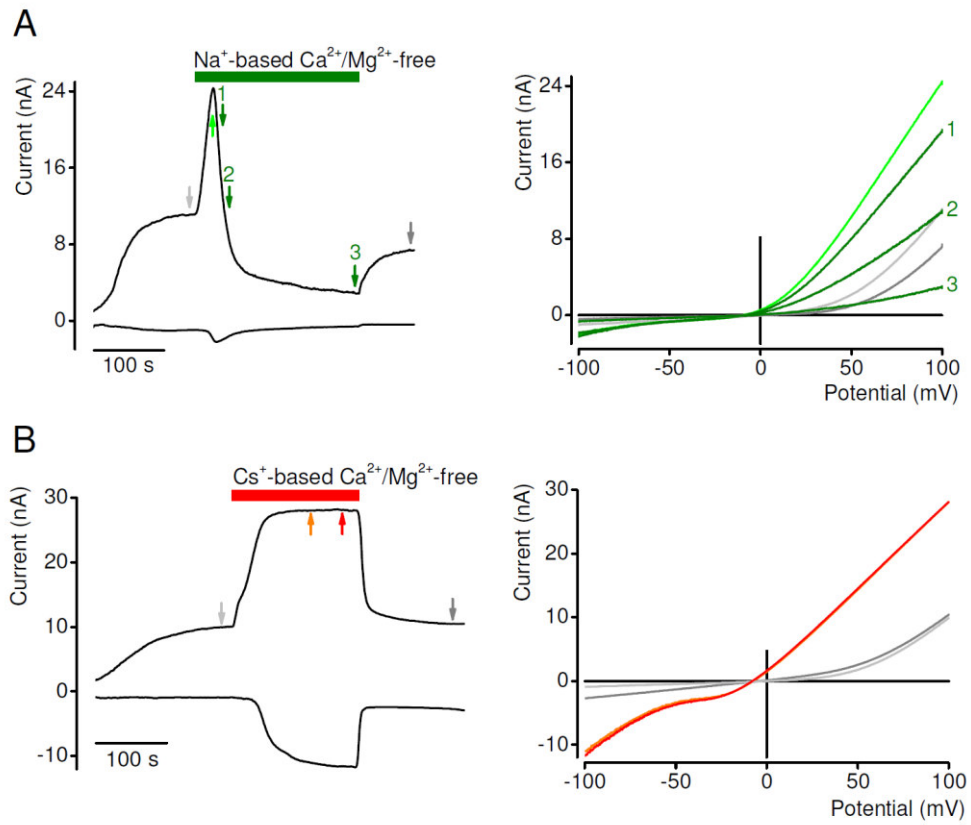 A
Na⁺-based Ca²⁺/Mg²⁺-free
Current (nA)
24
16
8
0
1
2
3
100 s
Current (nA)
24
16
8
0
1
2
3
-100
-50
0
50
100
Potential (mV)
B
Cs⁺-based Ca²⁺/Mg²⁺-free
Current (nA)
30
20
10
0
-10
100 s
Current (nA)
30
20
10
0
-10
-100
-50
0
50
100
Potential (mV)